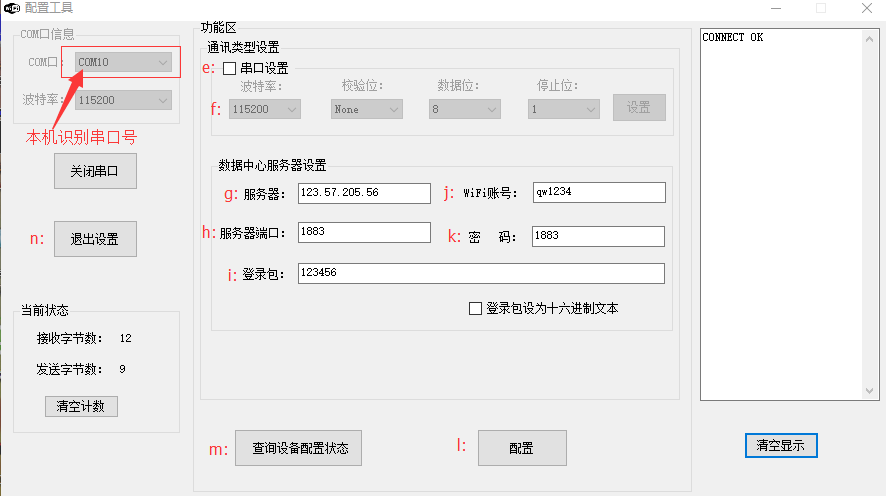 WiFi 配置工具
COM口信息
COM口: COM10
波特率: 115200
本机识别串口号
关闭串口
n: 退出设置
当前状态
接收字节数: 12
发送字节数: 9
清空计数
功能区
通讯类型设置
e: 串口设置
波特率: 校验位: 数据位: 停止位:
f: 115200 None 8 1 设置
数据中心服务器设置
g: 服务器: 123.57.205.56 j: WiFi账号: qw1234
h: 服务器端口: 1883 k: 密 码: 1883
i: 登录包: 123456
登录包设为十六进制文本
m: 查询设备配置状态 l: 配置
CONNECT OK
清空显示